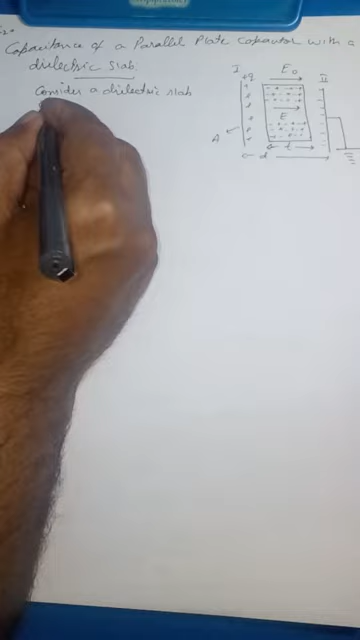 Capacitance of a Parallel Plate Capacitor with a
dielectric slab.
Consider a dielectric slab
I +q E₀ II
E
A
t
d